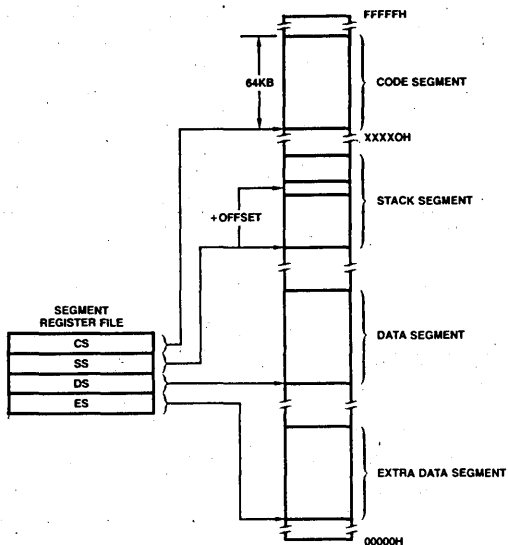 FFFFFH
64KB
CODE SEGMENT
XXXXOH
STACK SEGMENT
+OFFSET
SEGMENT
REGISTER FILE
CS
SS
DS
ES
DATA SEGMENT
EXTRA DATA SEGMENT
00000H